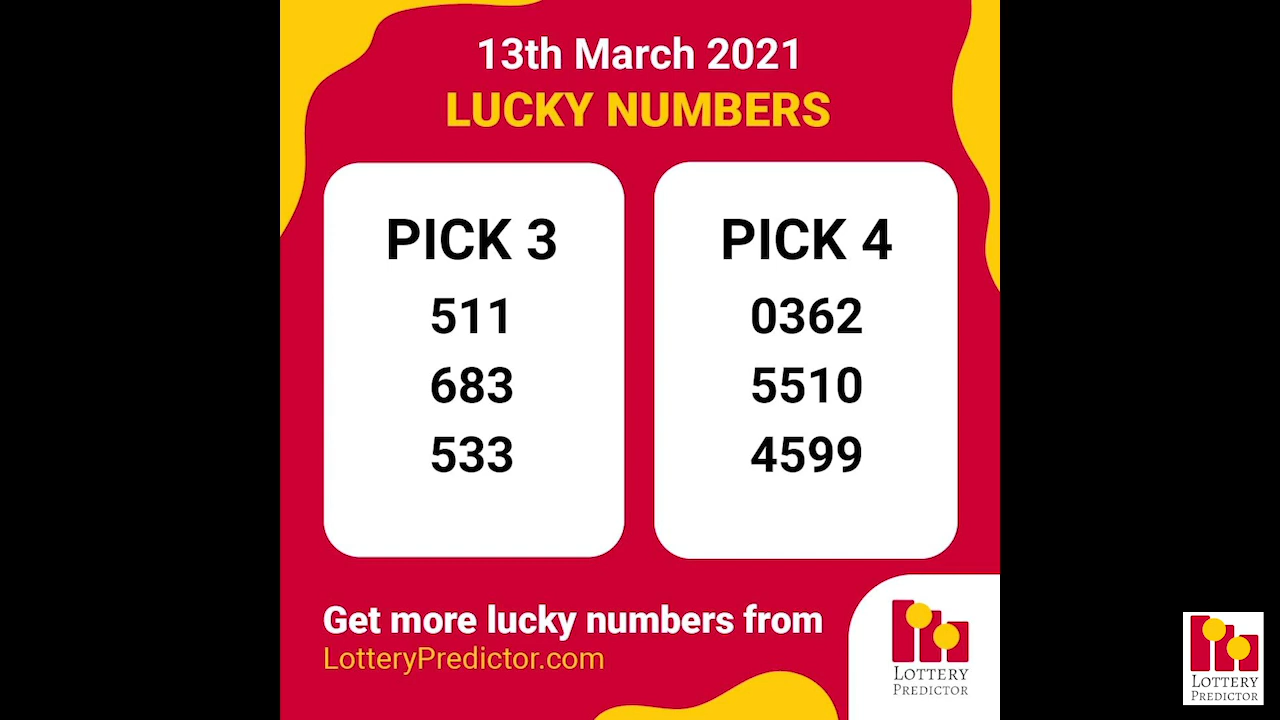 13th March 2021
LUCKY NUMBERS
PICK 3
511
683
533
PICK 4
0362
5510
4599
Get more lucky numbers from
LotteryPredictor.com
LOTTERY
PREDICTOR
LOTTERY
PREDICTOR